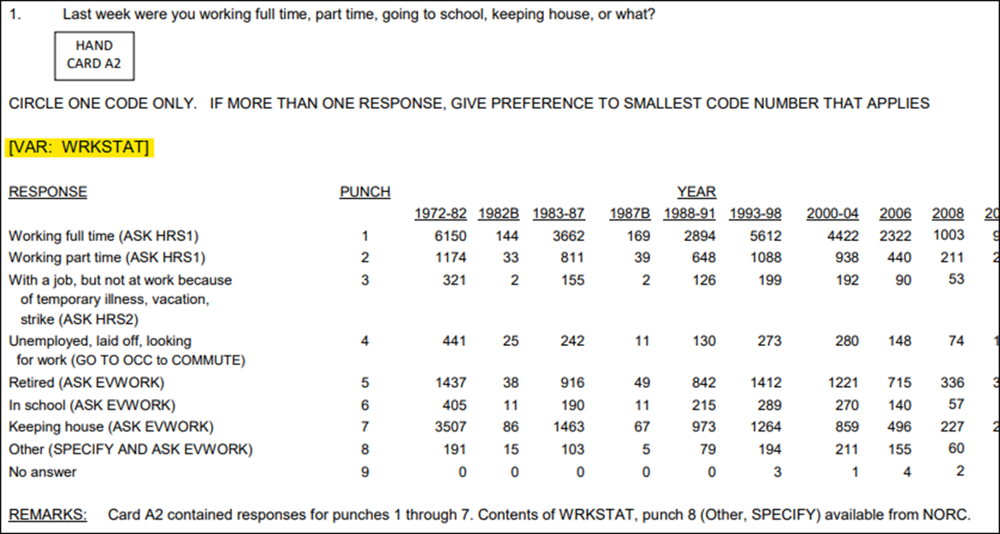 1. Last week were you working full time, part time, going to school, keeping house, or what?
HAND
CARD A2
CIRCLE ONE CODE ONLY. IF MORE THAN ONE RESPONSE, GIVE PREFERENCE TO SMALLEST CODE NUMBER THAT APPLIES
[VAR: WRKSTAT]
RESPONSE PUNCH YEAR
1972-82 1982B 1983-87 1987B 1988-91 1993-98 2000-04 2006 2008
Working full time (ASK HRS1) 1 6150 144 3662 169 2894 5612 4422 2322 1003
Working part time (ASK HRS1) 2 1174 33 811 39 648 1088 938 440 211
With a job, but not at work because 3 321 2 155 2 126 199 192 90 53
of temporary illness, vacation,
strike (ASK HRS2)
Unemployed, laid off, looking 4 441 25 242 11 130 273 280 148 74
for work (GO TO OCC to COMMUTE)
Retired (ASK EVWORK) 5 1437 38 916 49 842 1412 1221 715 336
In school (ASK EVWORK) 6 405 11 190 11 215 289 270 140 57
Keeping house (ASK EVWORK) 7 3507 86 1463 67 973 1264 859 496 227
Other (SPECIFY AND ASK EVWORK) 8 191 15 103 5 79 194 211 155 60
No answer 9 0 0 0 0 0 3 1 4 2
REMARKS: Card A2 contained responses for punches 1 through 7. Contents of WRKSTAT, punch 8 (Other, SPECIFY) available from NORC.